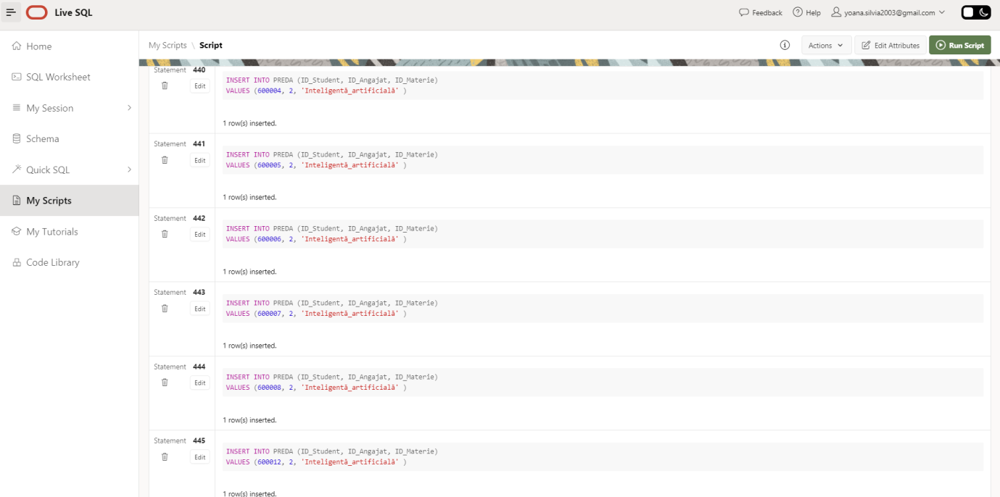 Live SQL
Feedback
Help
yoana.silvia2003@gmail.com
Home
SQL Worksheet
My Session
Schema
Quick SQL
My Scripts
My Tutorials
Code Library
My Scripts \ Script
Actions
Edit Attributes
Run Script
Statement 440
Edit
INSERT INTO PREDA (ID_Student, ID_Angajat, ID_Materie)
VALUES (600004, 2, 'Inteligentă_artificială' )
1 row(s) inserted.
Statement 441
Edit
INSERT INTO PREDA (ID_Student, ID_Angajat, ID_Materie)
VALUES (600005, 2, 'Inteligentă_artificială' )
1 row(s) inserted.
Statement 442
Edit
INSERT INTO PREDA (ID_Student, ID_Angajat, ID_Materie)
VALUES (600006, 2, 'Inteligentă_artificială' )
1 row(s) inserted.
Statement 443
Edit
INSERT INTO PREDA (ID_Student, ID_Angajat, ID_Materie)
VALUES (600007, 2, 'Inteligentă_artificială' )
1 row(s) inserted.
Statement 444
Edit
INSERT INTO PREDA (ID_Student, ID_Angajat, ID_Materie)
VALUES (600008, 2, 'Inteligentă_artificială' )
1 row(s) inserted.
Statement 445
Edit
INSERT INTO PREDA (ID_Student, ID_Angajat, ID_Materie)
VALUES (600012, 2, 'Inteligentă_artificială' )
1 row(s) inserted.